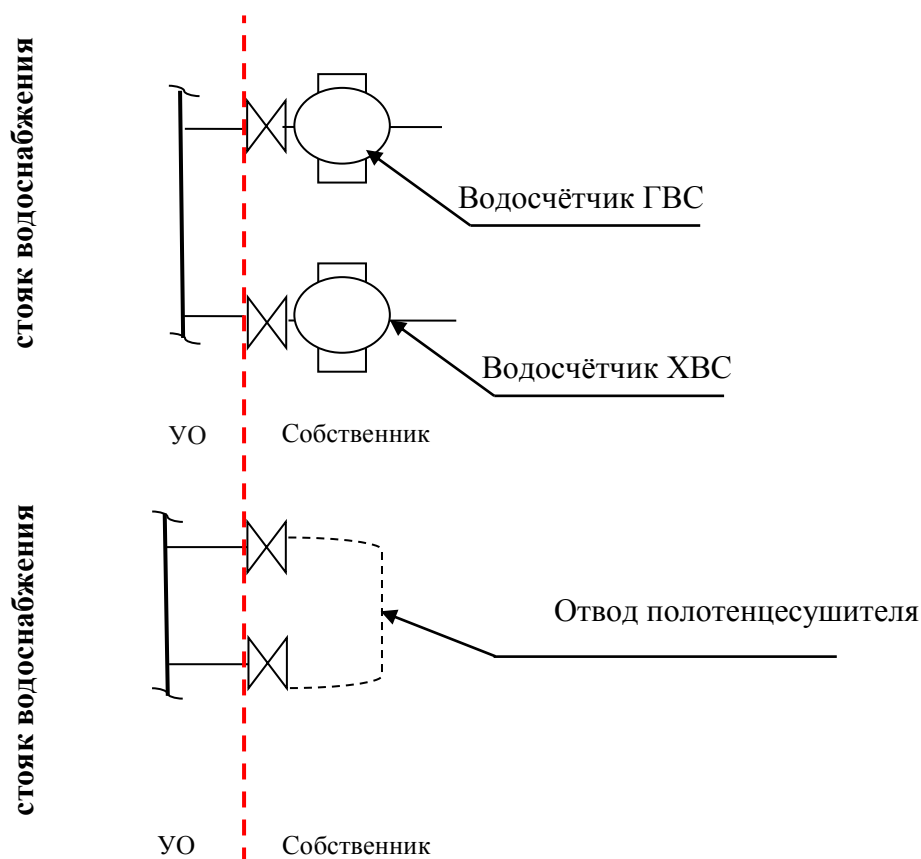 стояк водоснабжения
Водосчётчик ГВС
Водосчётчик ХВС
УО Собственник
стояк водоснабжения
Отвод полотенцесушителя
УО Собственник